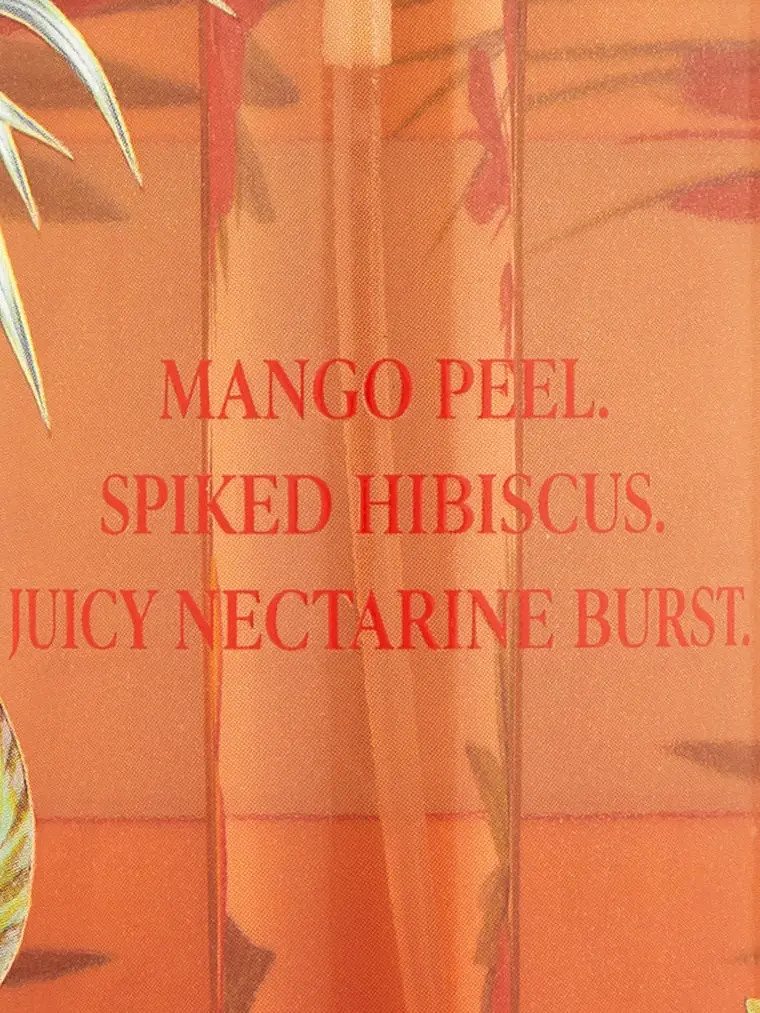 MANGO PEEL.
SPIKED HIBISCUS.
JUICY NECTARINE BURST.